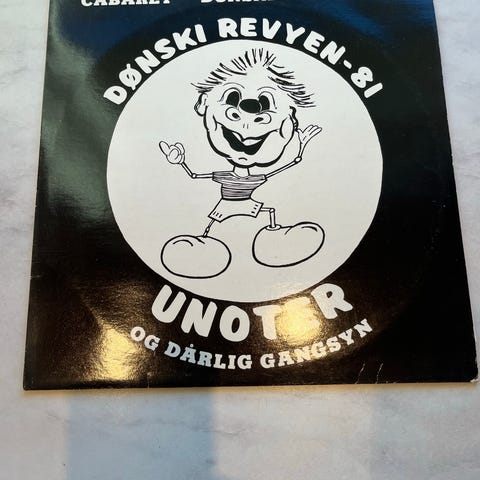 CABARET
DØNSKI REVYEN-81
UNOTER
OG DÅRLIG GANGSYN